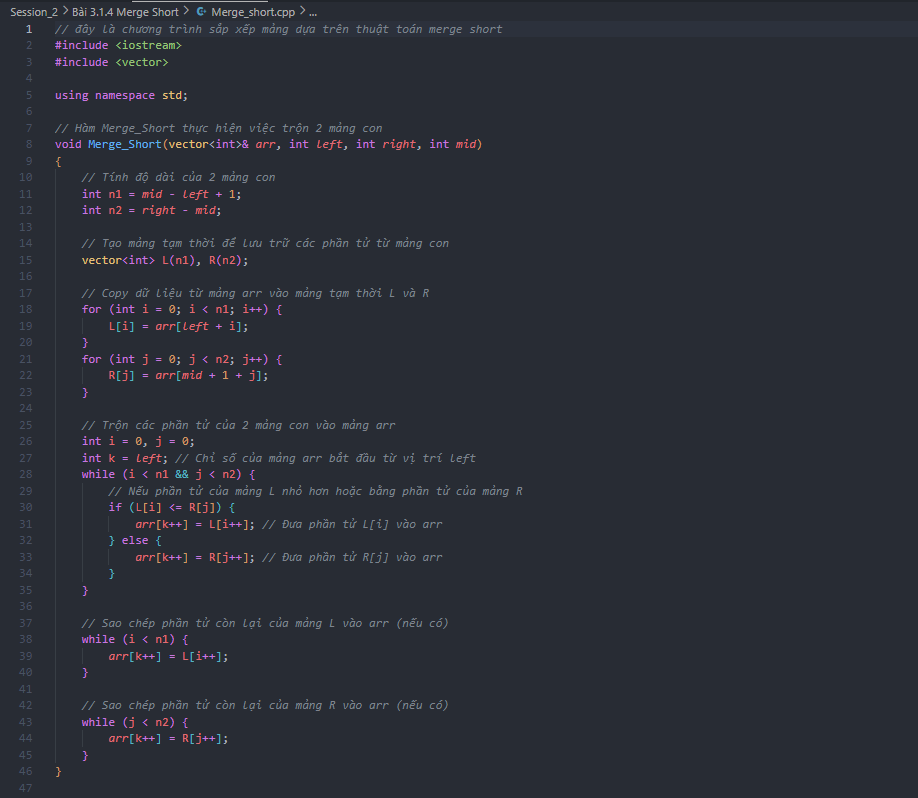 Session_2 > Bài 3.1.4 Merge Short > Merge_short.cpp > ...
1 // đây là chương trình sắp xếp mảng dựa trên thuật toán merge short
2 #include <iostream>
3 #include <vector>
4
5 using namespace std;
6
7 // Hàm Merge_Short thực hiện việc trộn 2 mảng con
8 void Merge_Short(vector<int>& arr, int left, int right, int mid)
9 {
10     // Tính độ dài của 2 mảng con
11     int n1 = mid - left + 1;
12     int n2 = right - mid;
13
14     // Tạo mảng tạm thời để lưu trữ các phần tử từ mảng con
15     vector<int> L(n1), R(n2);
16
17     // Copy dữ liệu từ mảng arr vào mảng tạm thời L và R
18     for (int i = 0; i < n1; i++) {
19         L[i] = arr[left + i];
20     }
21     for (int j = 0; j < n2; j++) {
22         R[j] = arr[mid + 1 + j];
23     }
24
25     // Trộn các phần tử của 2 mảng con vào mảng arr
26     int i = 0, j = 0;
27     int k = left; // Chỉ số của mảng arr bắt đầu từ vị trí left
28     while (i < n1 && j < n2) {
29         // Nếu phần tử của mảng L nhỏ hơn hoặc bằng phần tử của mảng R
30         if (L[i] <= R[j]) {
31             arr[k++] = L[i++]; // Đưa phần tử L[i] vào arr
32         } else {
33             arr[k++] = R[j++]; // Đưa phần tử R[j] vào arr
34         }
35     }
36
37     // Sao chép phần tử còn lại của mảng L vào arr (nếu có)
38     while (i < n1) {
39         arr[k++] = L[i++];
40     }
41
42     // Sao chép phần tử còn lại của mảng R vào arr (nếu có)
43     while (j < n2) {
44         arr[k++] = R[j++];
45     }
46 }
47